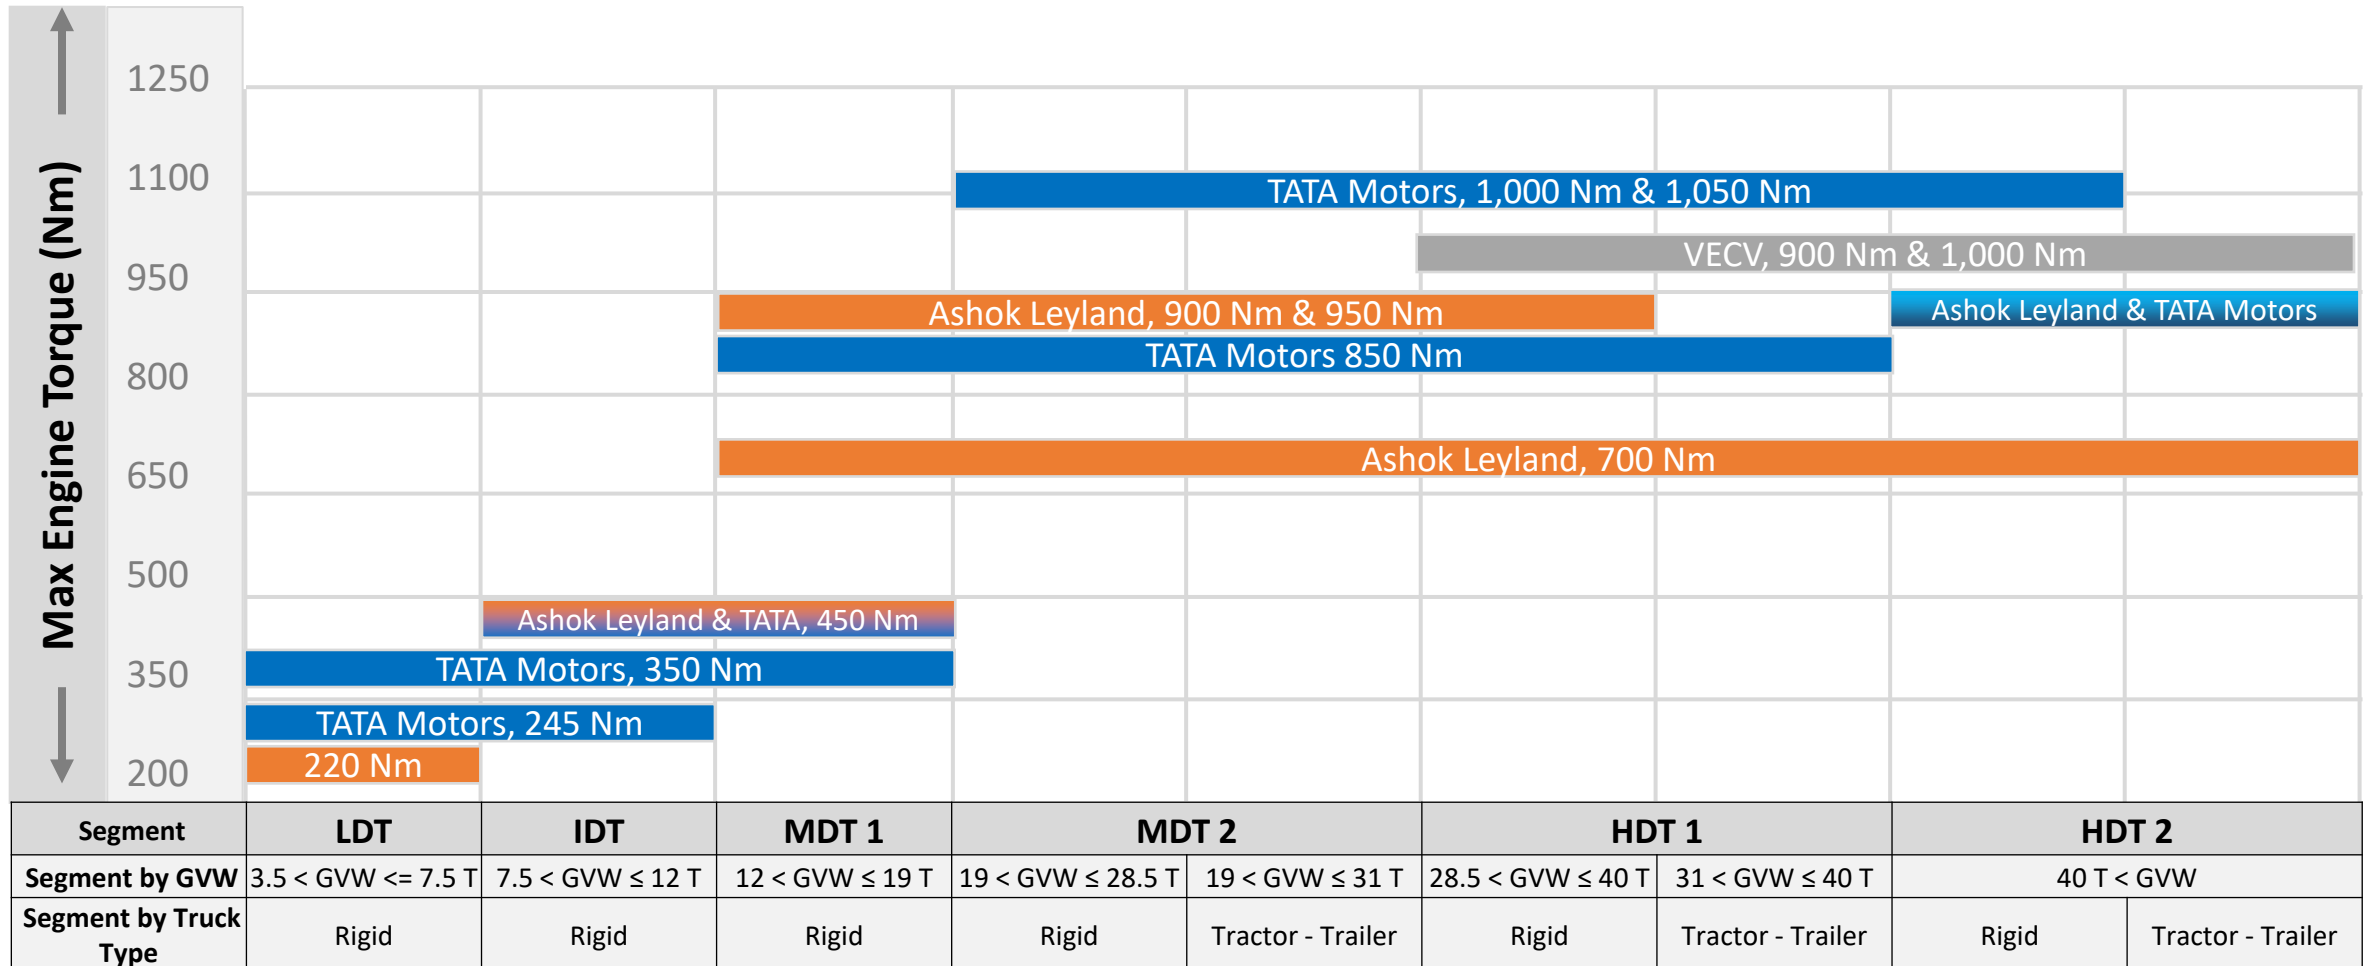 Max Engine Torque (Nm)
1250
1100
950
800
650
500
350
200
TATA Motors, 1,000 Nm & 1,050 Nm
VECV, 900 Nm & 1,000 Nm
Ashok Leyland, 900 Nm & 950 Nm
Ashok Leyland & TATA Motors
TATA Motors 850 Nm
Ashok Leyland, 700 Nm
Ashok Leyland & TATA, 450 Nm
TATA Motors, 350 Nm
TATA Motors, 245 Nm
220 Nm
Segment LDT IDT MDT 1 MDT 2 HDT 1 HDT 2
Segment by GVW 3.5 < GVW <= 7.5 T 7.5 < GVW ≤ 12 T 12 < GVW ≤ 19 T 19 < GVW ≤ 28.5 T 19 < GVW ≤ 31 T 28.5 < GVW ≤ 40 T 31 < GVW ≤ 40 T 40 T < GVW
Segment by Truck
Type Rigid Rigid Rigid Rigid Tractor - Trailer Rigid Tractor - Trailer Rigid Tractor - Trailer